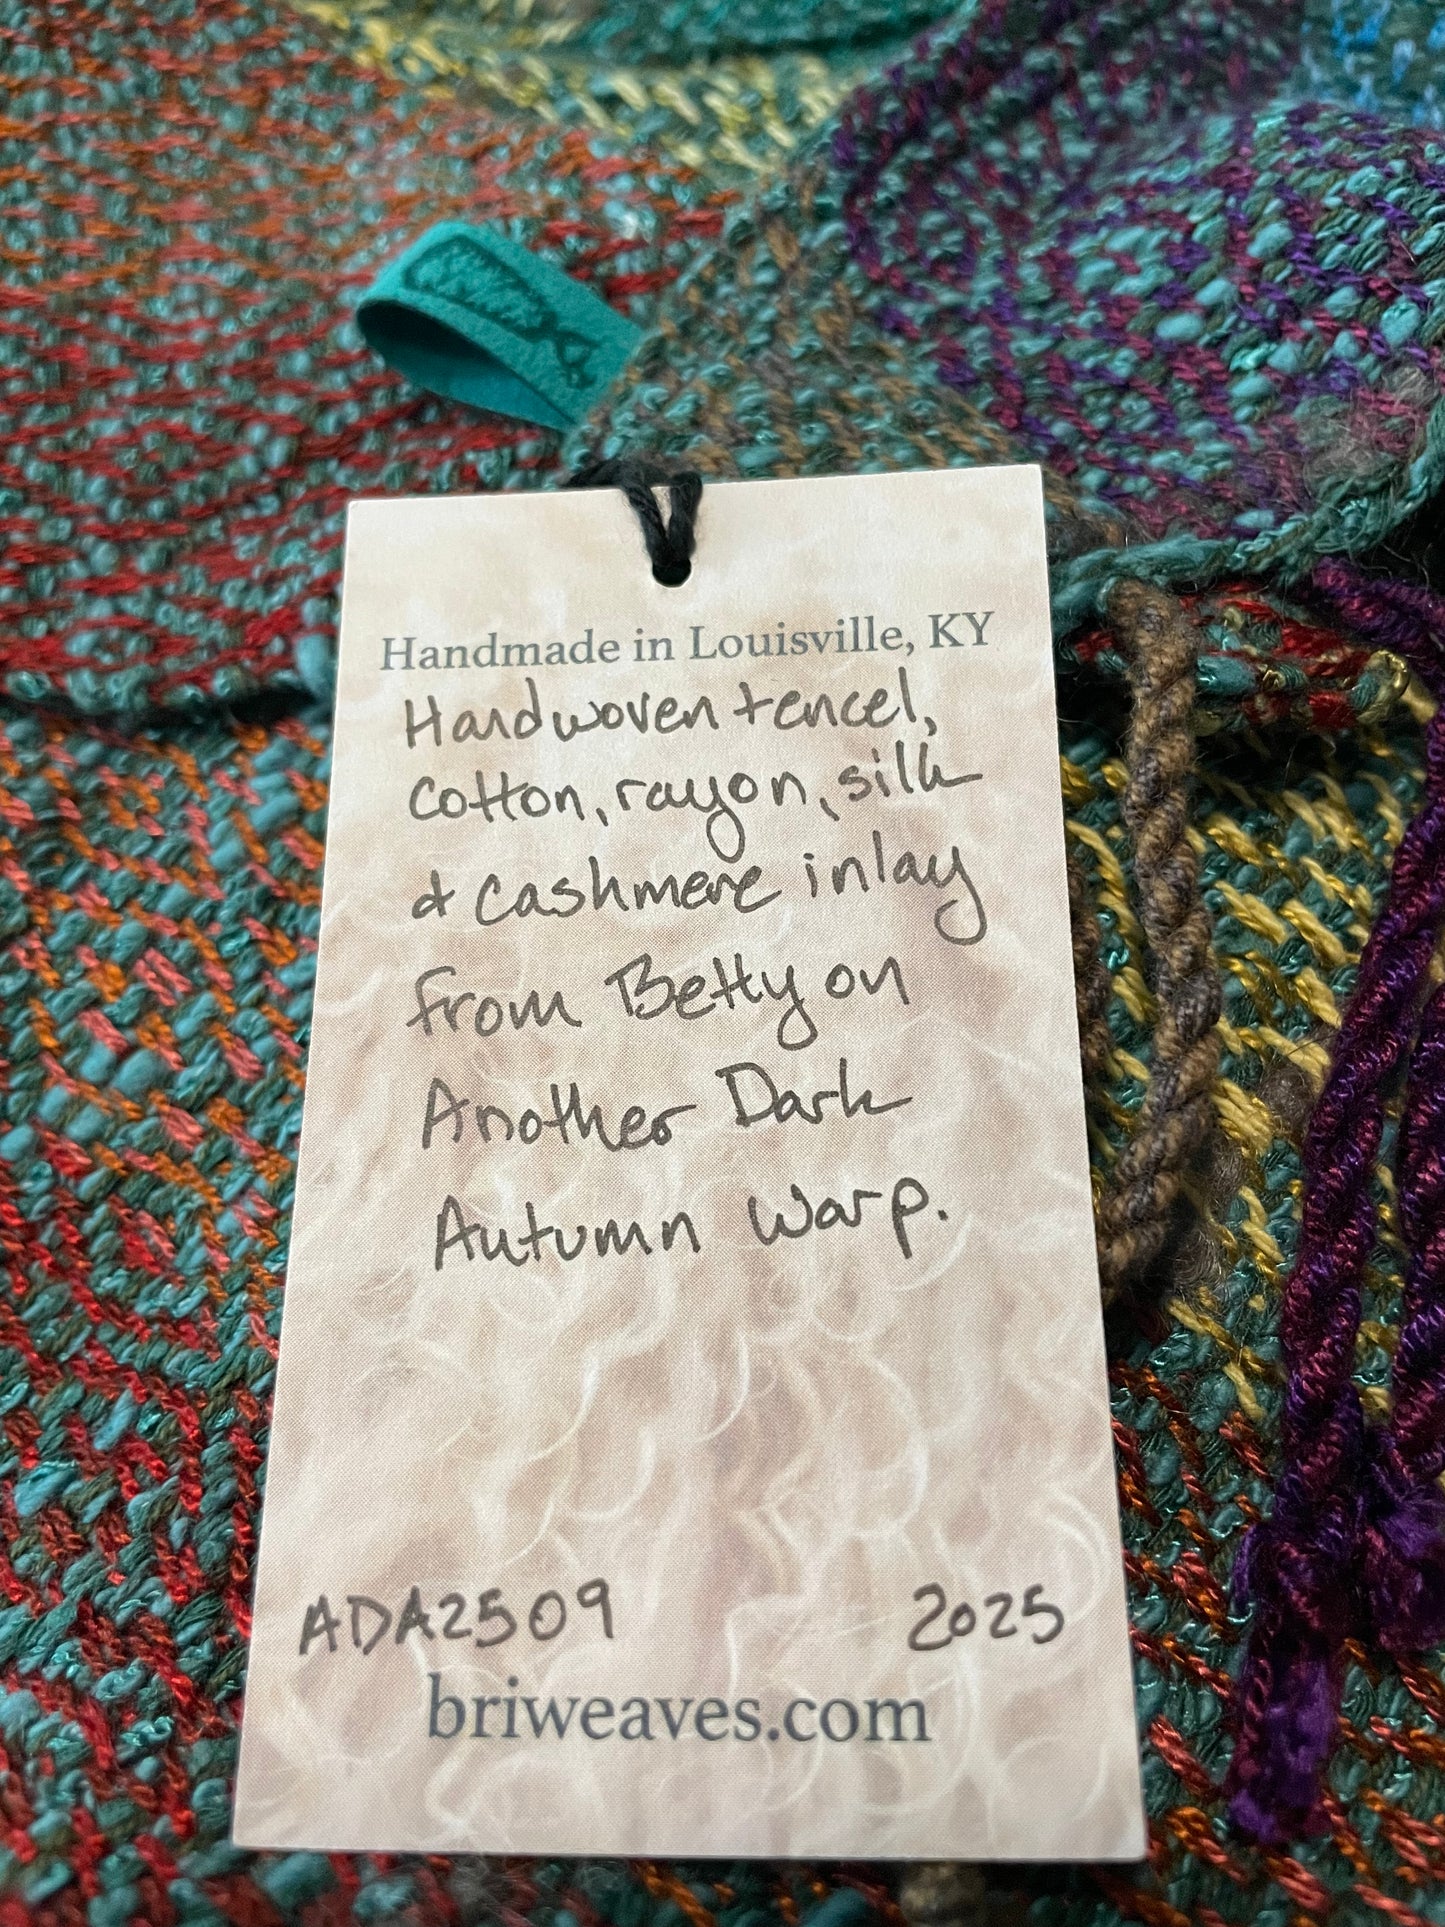 Handmade in Louisville, KY
Handwoven tencel,
cotton, rayon, silk
& cashmere inlay
from Betty on
Another Dark
Autumn Warp.
ADA2509 2025
briweaves.com